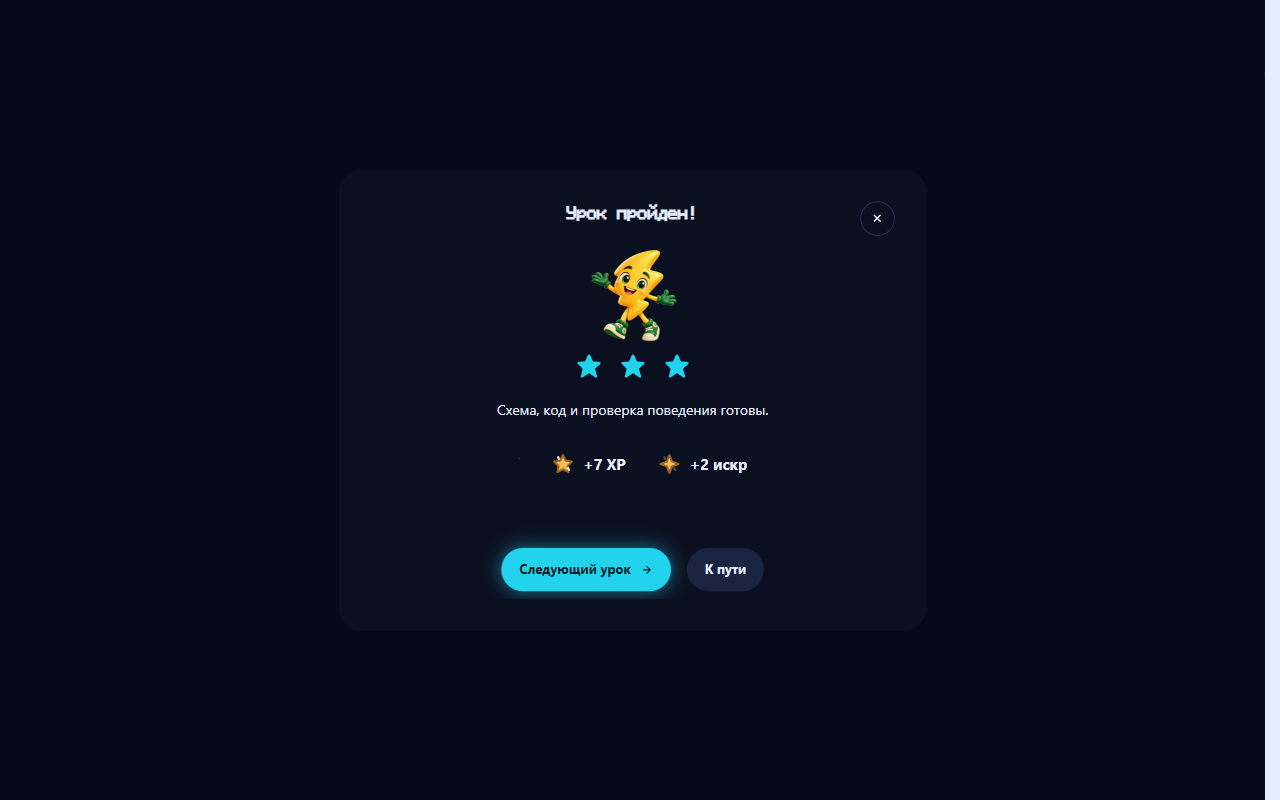 Урок пройден!
Схема, код и проверка поведения готовы.
+7 XP
+2 искр
Следующий урок →
К пути